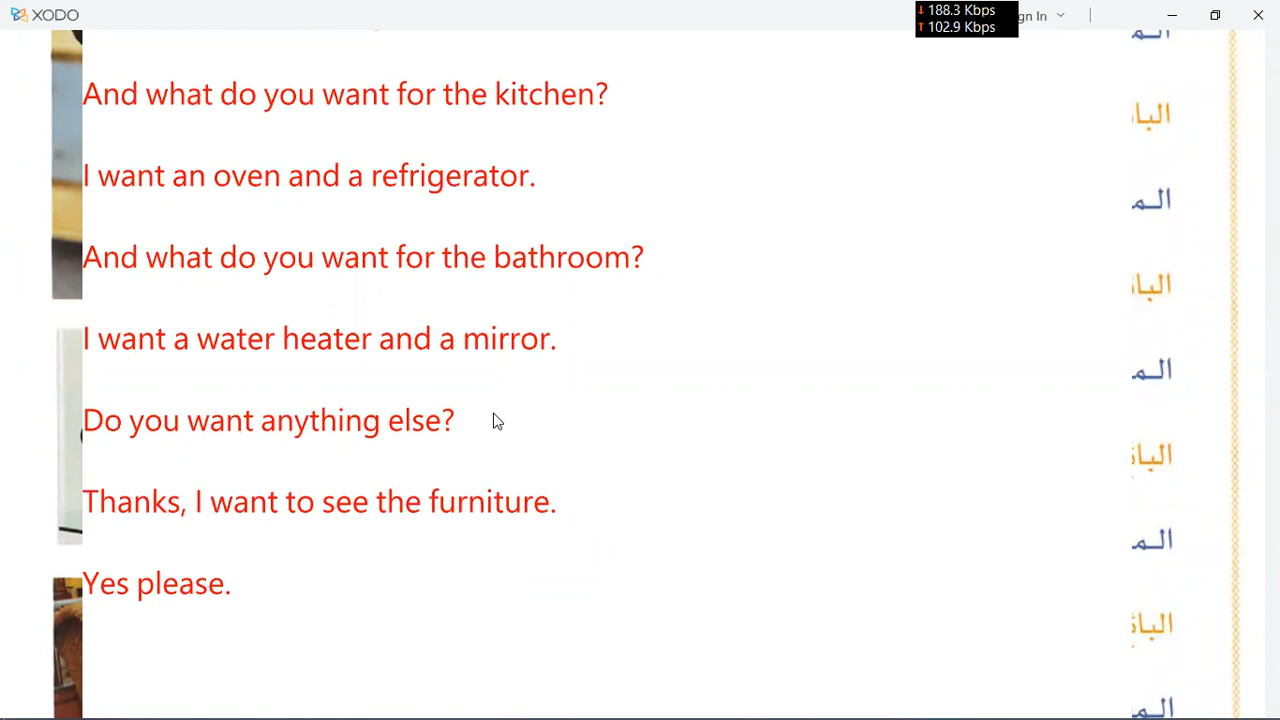 XODO
188.3 Kbps
gn In
102.9 Kbps
And what do you want for the kitchen?
I want an oven and a refrigerator.
And what do you want for the bathroom?
I want a water heater and a mirror.
Do you want anything else?
Thanks, I want to see the furniture.
Yes please.